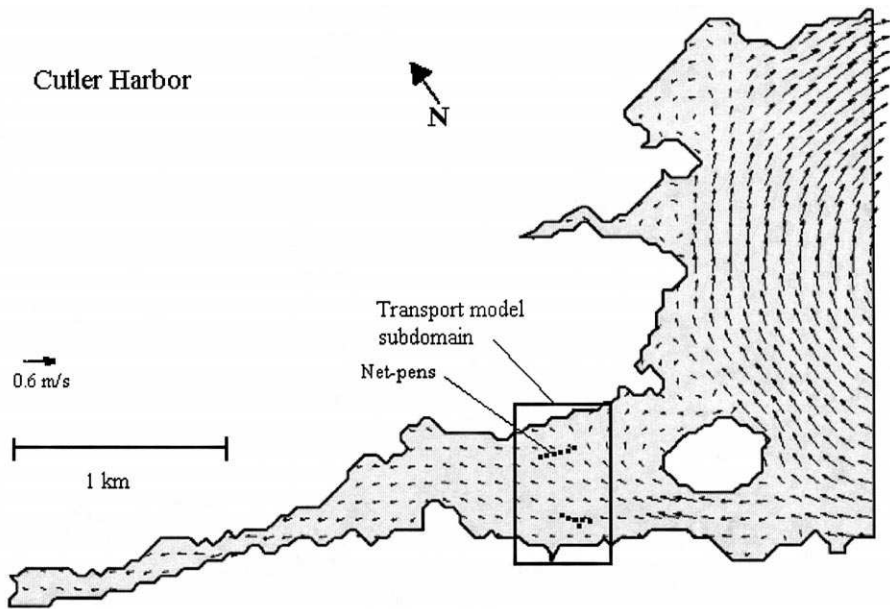 Cutler Harbor
N
Transport model
subdomain
Net-pens
0.6 m/s
1 km